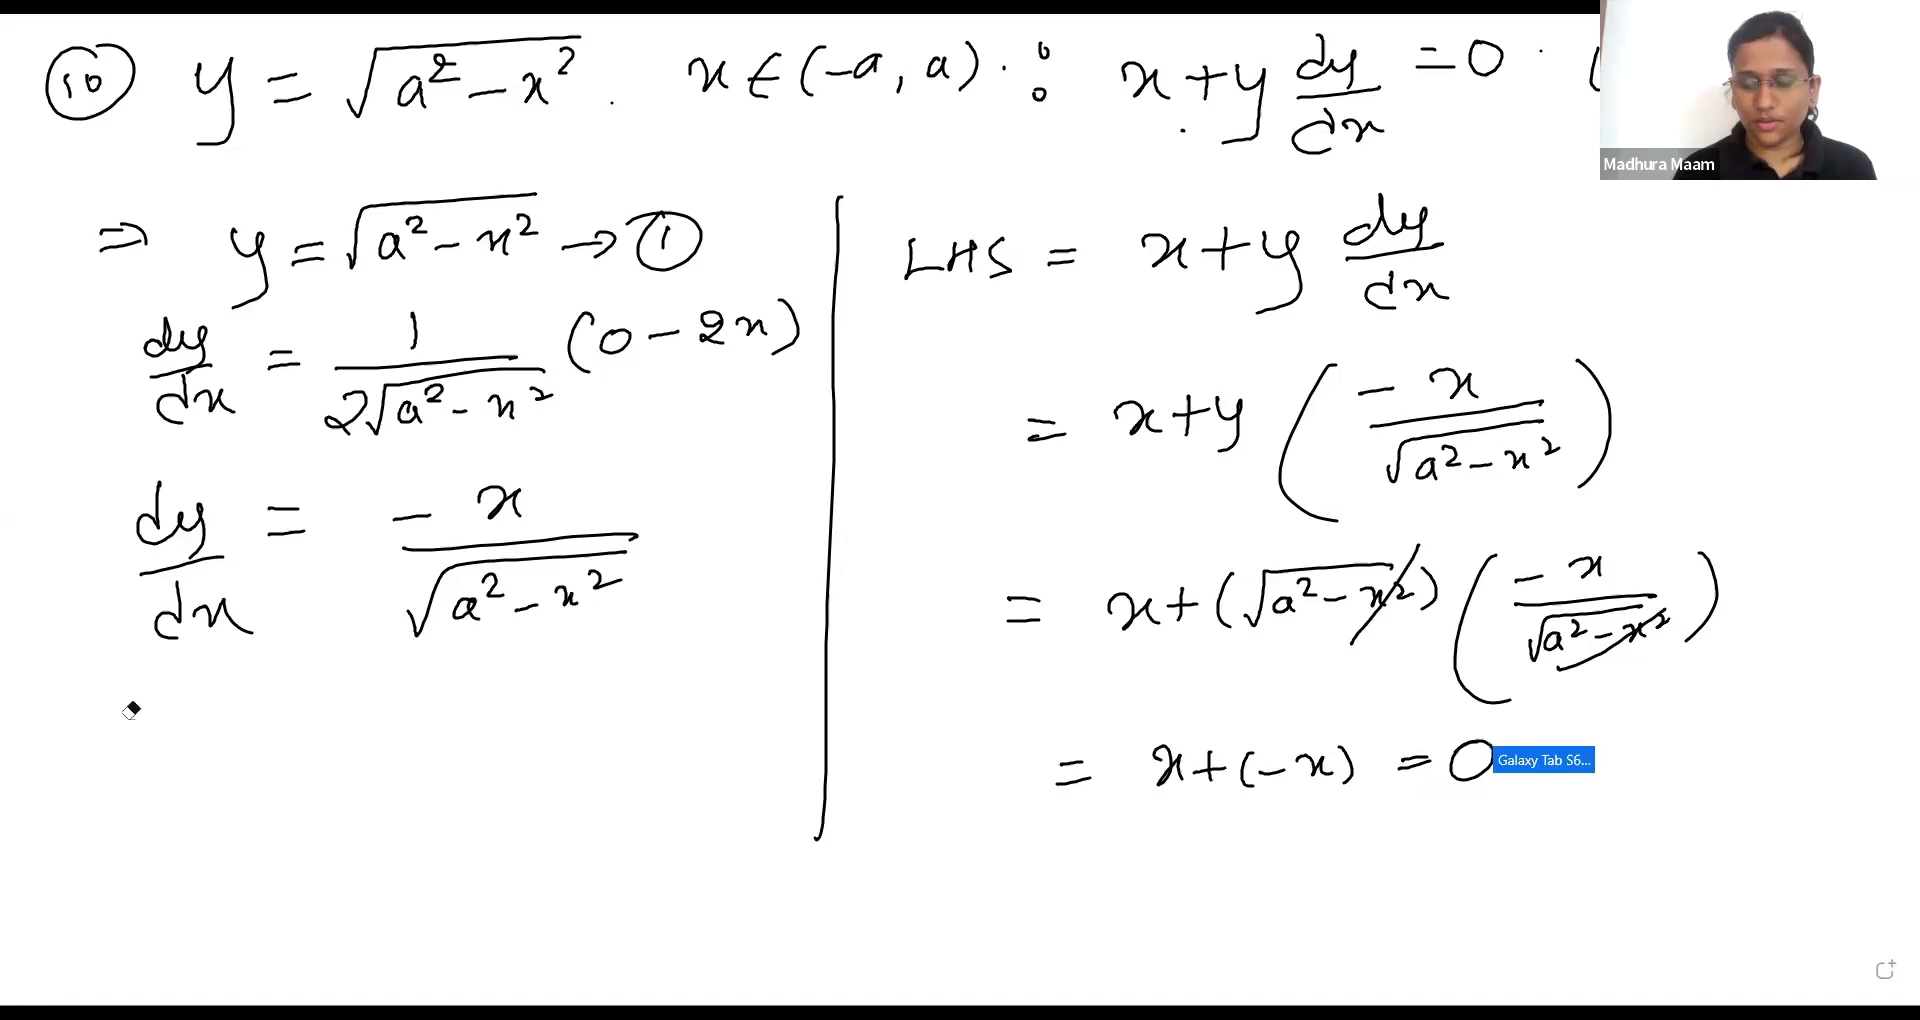 10 y = √(a² - x²) . x ∈ (-a, a) . : x + y dy/dx = 0 . (
Madhura Maam
⇒ y = √(a² - x²) → 1
dy/dx = 1/(2√(a² - x²)) (0 - 2x)
dy/dx = -x/√(a² - x²)
LHS = x + y dy/dx
= x + y (-x/√(a² - x²))
= x + (√(a² - x²)) (-x/√(a² - x²))
= x + (-x) = 0
Galaxy Tab S6...